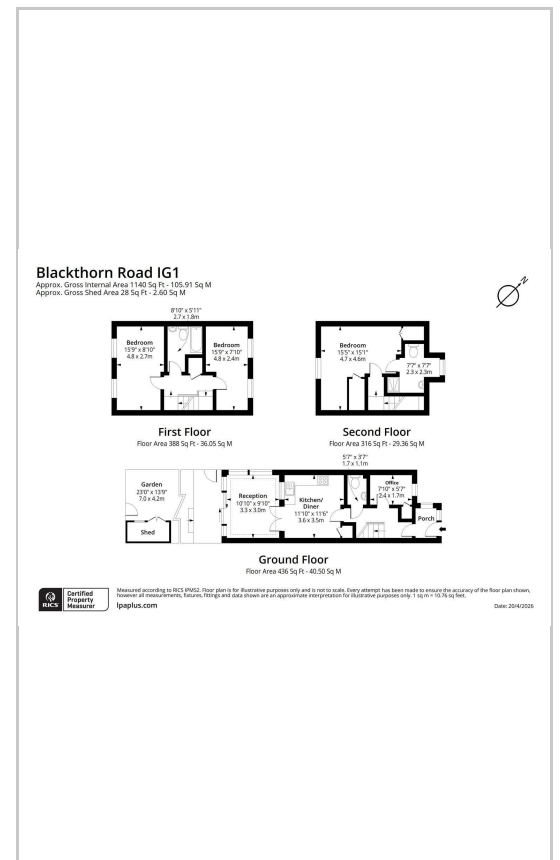 Blackthorn Road IG1
Approx. Gross Internal Area 1140 Sq Ft - 105.91 Sq M
Approx. Gross Shed Area 28 Sq Ft - 2.60 Sq M
N
8'10" x 5'11"
2.7 x 1.8m
Bedroom
15'9" x 8'10"
4.8 x 2.7m
Bedroom
15'9" x 7'10"
4.8 x 2.4m
First Floor
Floor Area 388 Sq Ft - 36.05 Sq M
Bedroom
15'5" x 15'1"
4.7 x 4.6m
7'7" x 7'7"
2.3 x 2.3m
Second Floor
Floor Area 316 Sq Ft - 29.36 Sq M
5'7" x 3'7"
1.7 x 1.1m
Garden
23'0" x 13'9"
7.0 x 4.2m
Shed
Reception
10'10" x 9'10"
3.3 x 3.0m
Kitchen/
Diner
11'10" x 11'6"
3.6 x 3.5m
Office
7'10" x 5'7"
2.4 x 1.7m
Porch
Ground Floor
Floor Area 436 Sq Ft - 40.50 Sq M
RICS
Certified
Property
Measurer
Measured according to RICS IPMS2. Floor plan is for illustrative purposes only and is not to scale. Every attempt has been made to ensure the accuracy of the floor plan shown,
however all measurements, fixtures, fittings and data shown are an approximate interpretation for illustrative purposes only. 1 sq m = 10.76 sq feet.
lpaplus.com
Date: 20/4/2026